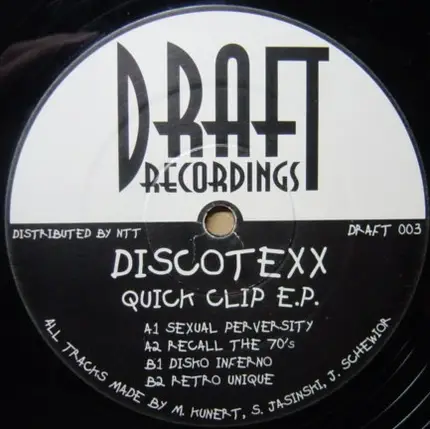 DRAFT
RECORDINGS
DISTRIBUTED BY NTT
DRAFT 003
DISCOTEXX
QUICK CLIP E.P.
A1 SEXUAL PERVERSITY
A2 RECALL THE 70's
B1 DISKO INFERNO
B2 RETRO UNIQUE
ALL TRACKS MADE BY M. KUNERT, S. JASINSKI, J. SCHEWIOR